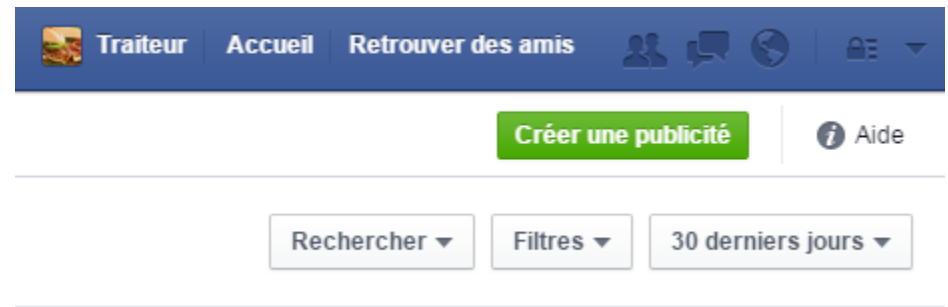 Traiteur Accueil Retrouver des amis
Créer une publicité Aide
Rechercher Filtres 30 derniers jours